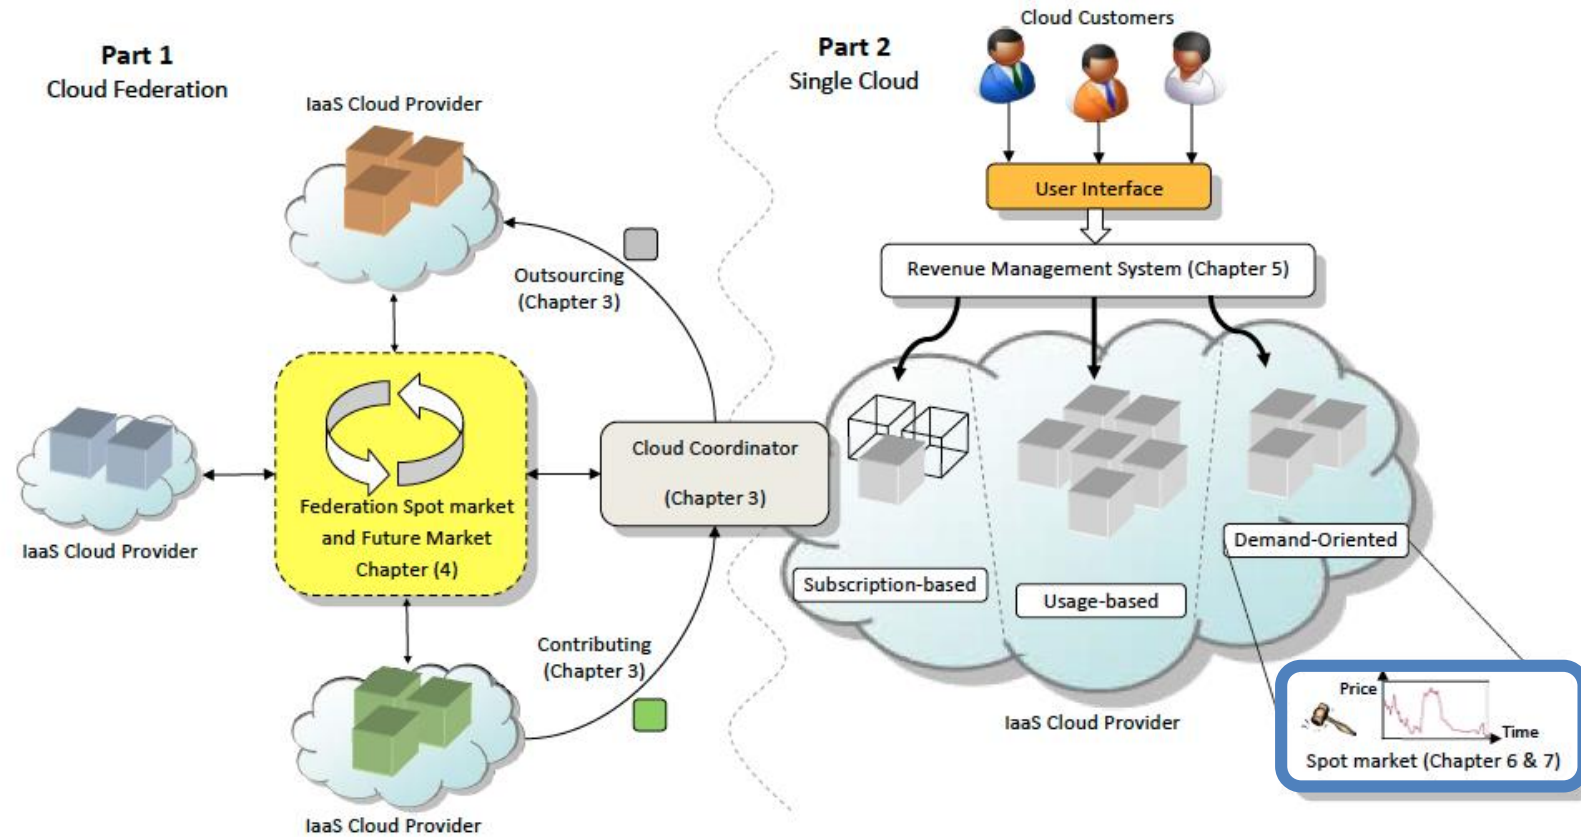 Part 1
Cloud Federation
IaaS Cloud Provider
Outsourcing
(Chapter 3)
IaaS Cloud Provider
Federation Spot market
and Future Market
Chapter (4)
Cloud Coordinator
(Chapter 3)
Contributing
(Chapter 3)
IaaS Cloud Provider
Part 2
Single Cloud
Cloud Customers
User Interface
Revenue Management System (Chapter 5)
Subscription-based
Usage-based
Demand-Oriented
IaaS Cloud Provider
Price
Time
Spot market (Chapter 6 & 7)